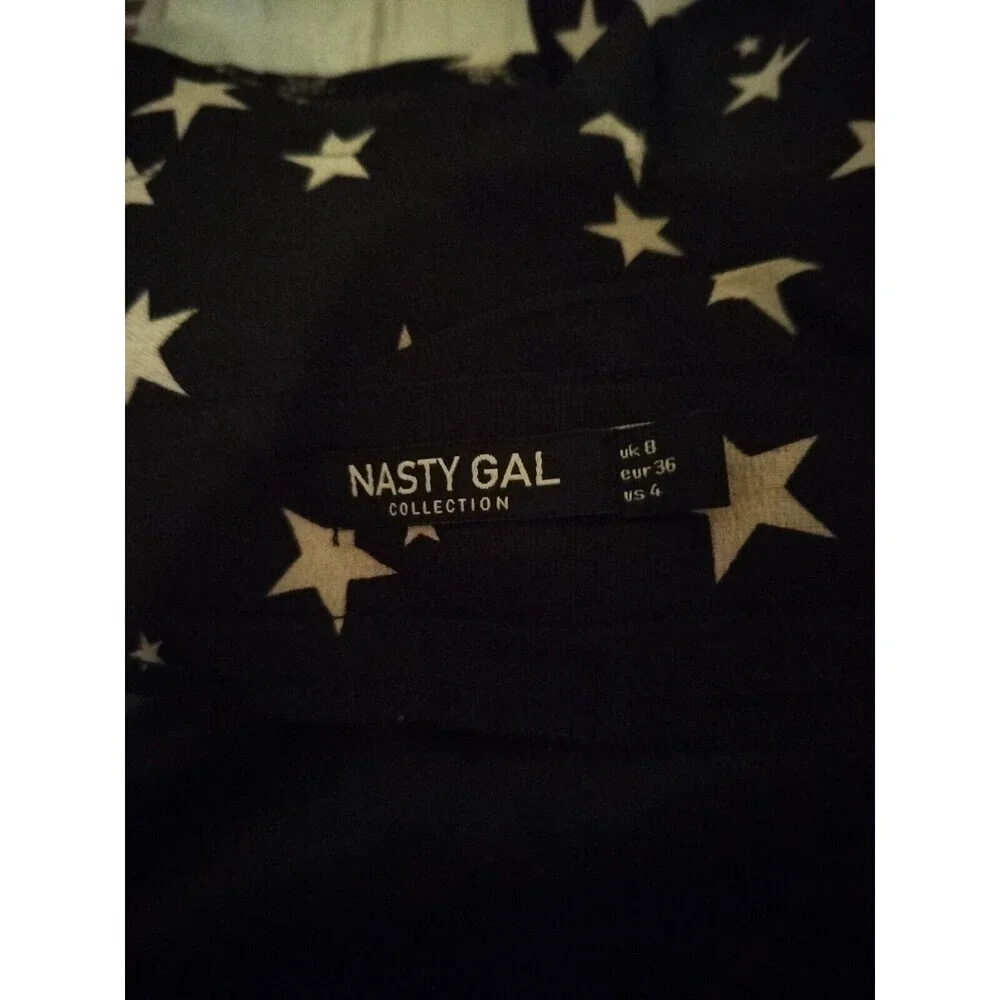 NASTY GAL
COLLECTION
uk 8
eur 36
us 4